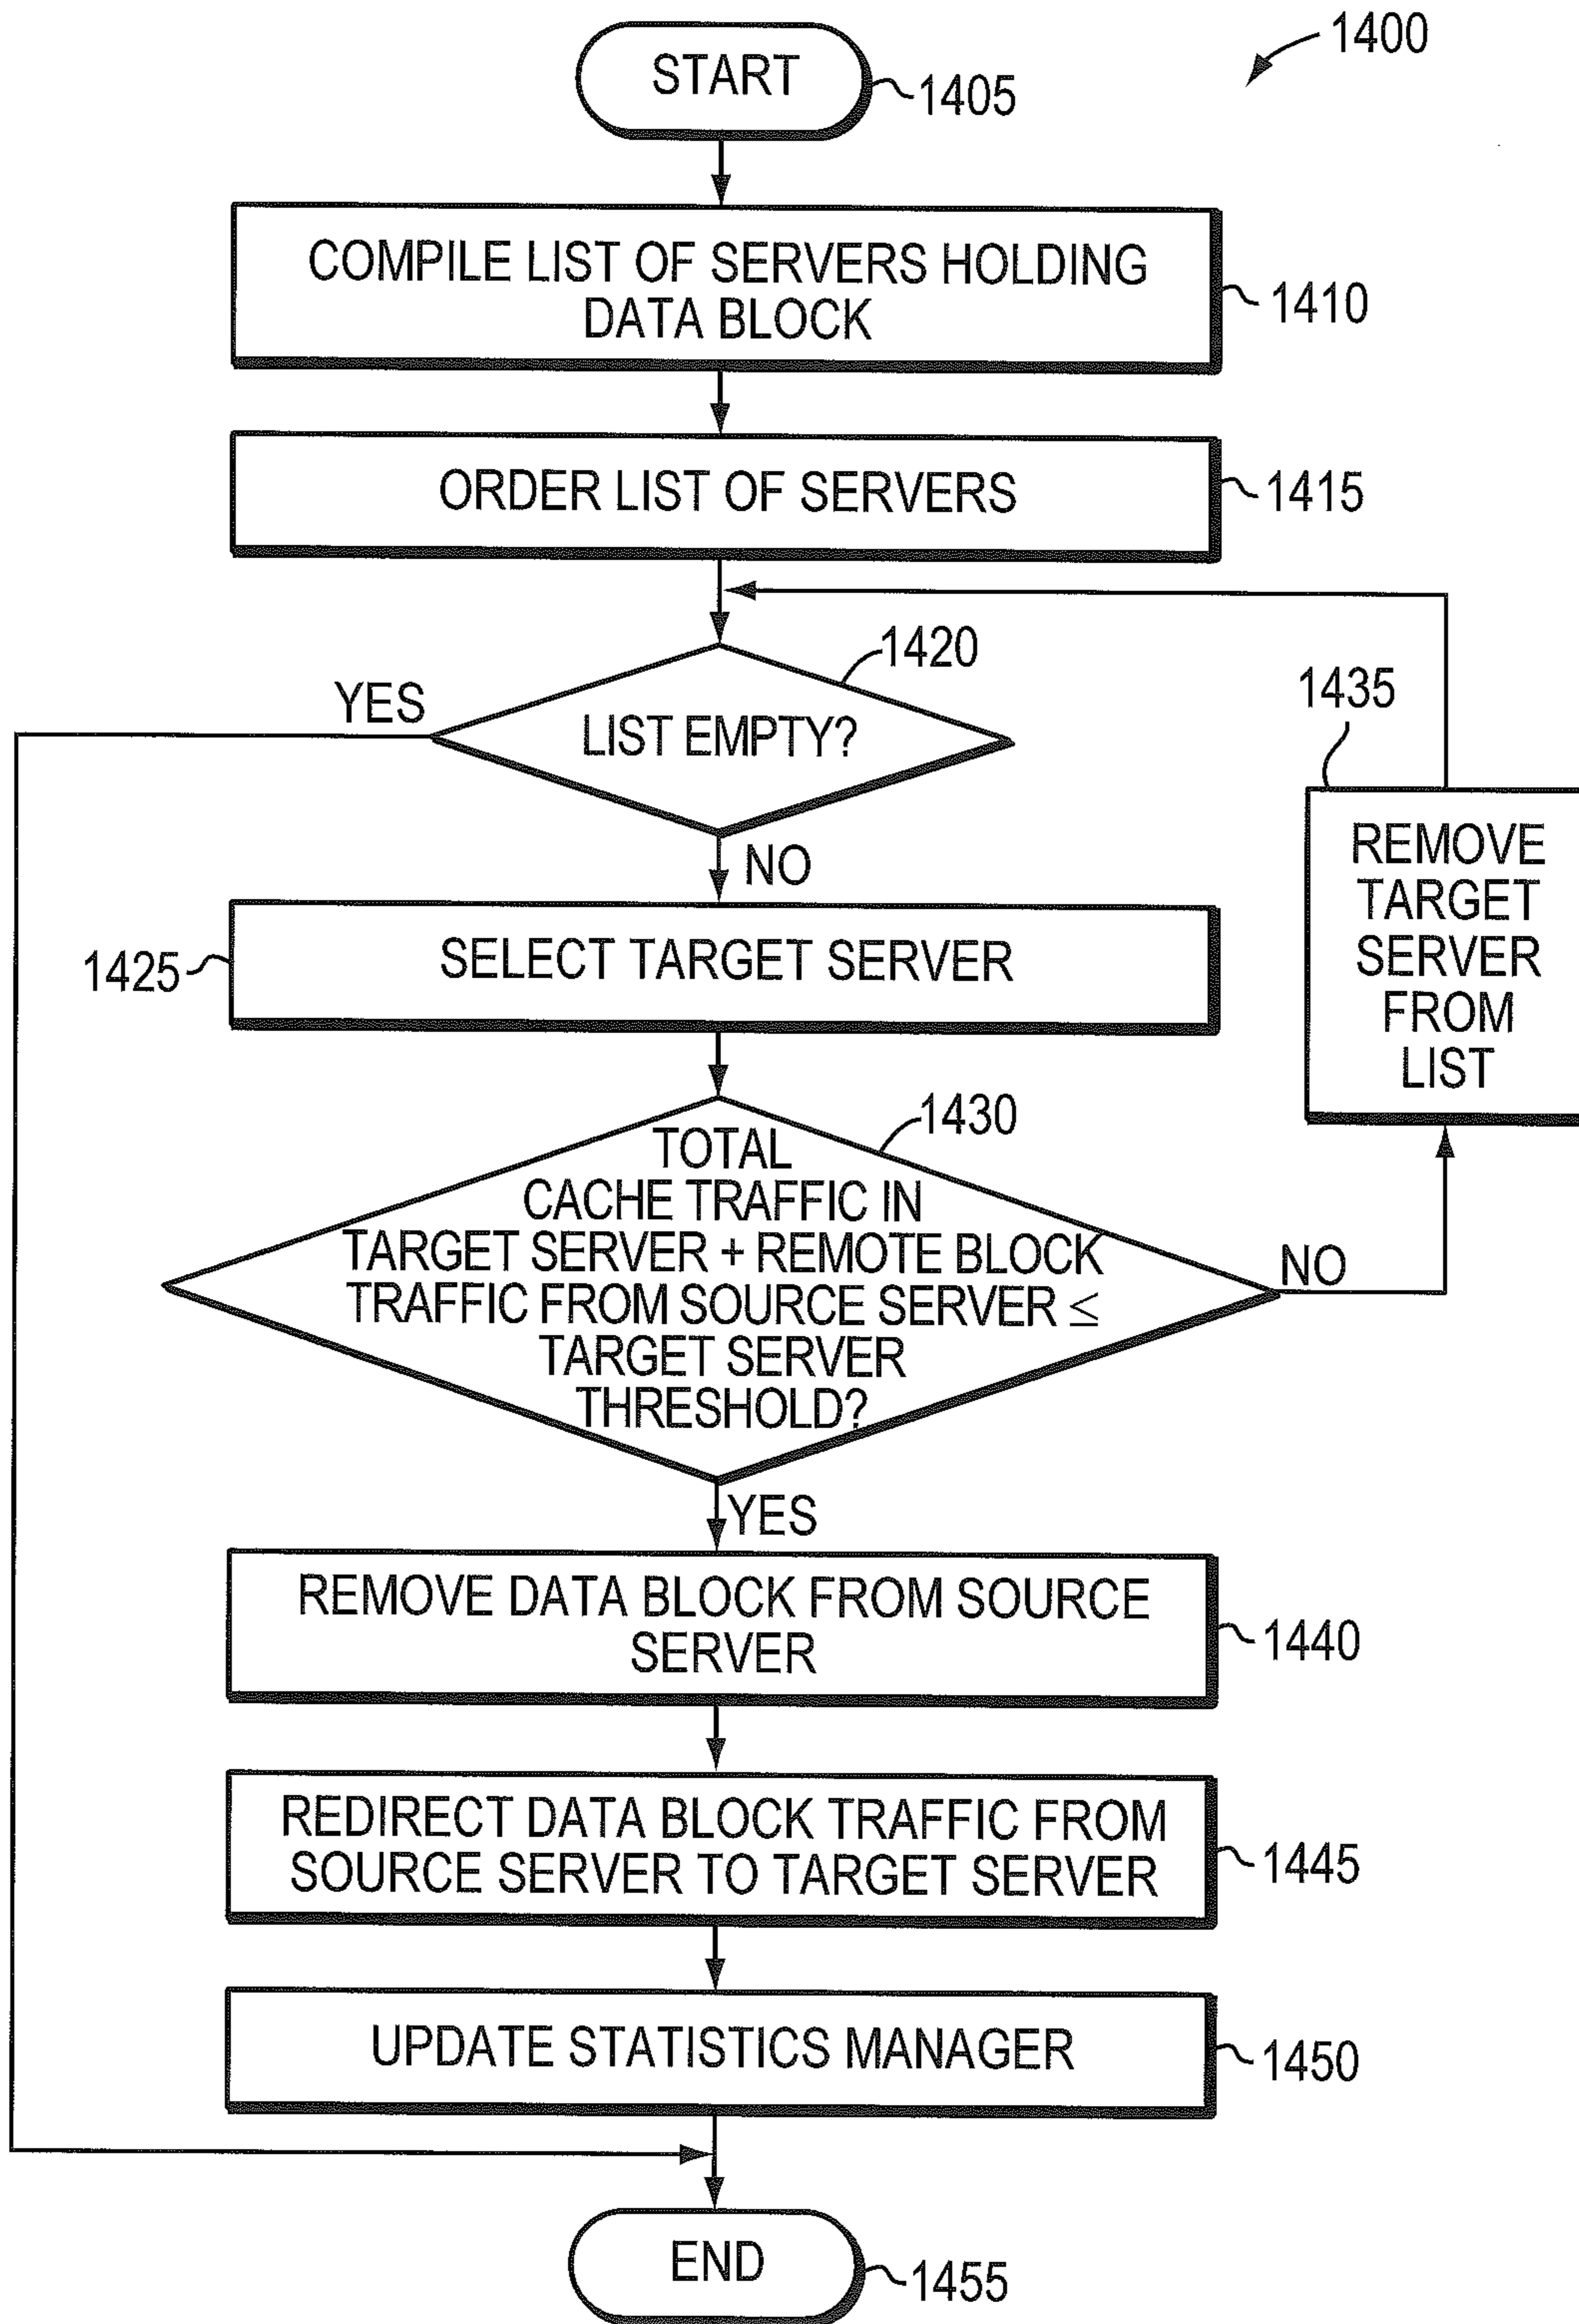 1400
START
1405
COMPILE LIST OF SERVERS HOLDING
DATA BLOCK
1410
ORDER LIST OF SERVERS
1415
1420
YES
LIST EMPTY?
1435
NO
REMOVE
TARGET
SERVER
FROM
LIST
SELECT TARGET SERVER
1425
1430
TOTAL
CACHE TRAFFIC IN
TARGET SERVER + REMOTE BLOCK
TRAFFIC FROM SOURCE SERVER ≤
TARGET SERVER
THRESHOLD?
NO
YES
REMOVE DATA BLOCK FROM SOURCE
SERVER
1440
REDIRECT DATA BLOCK TRAFFIC FROM
SOURCE SERVER TO TARGET SERVER
1445
UPDATE STATISTICS MANAGER
1450
END
1455